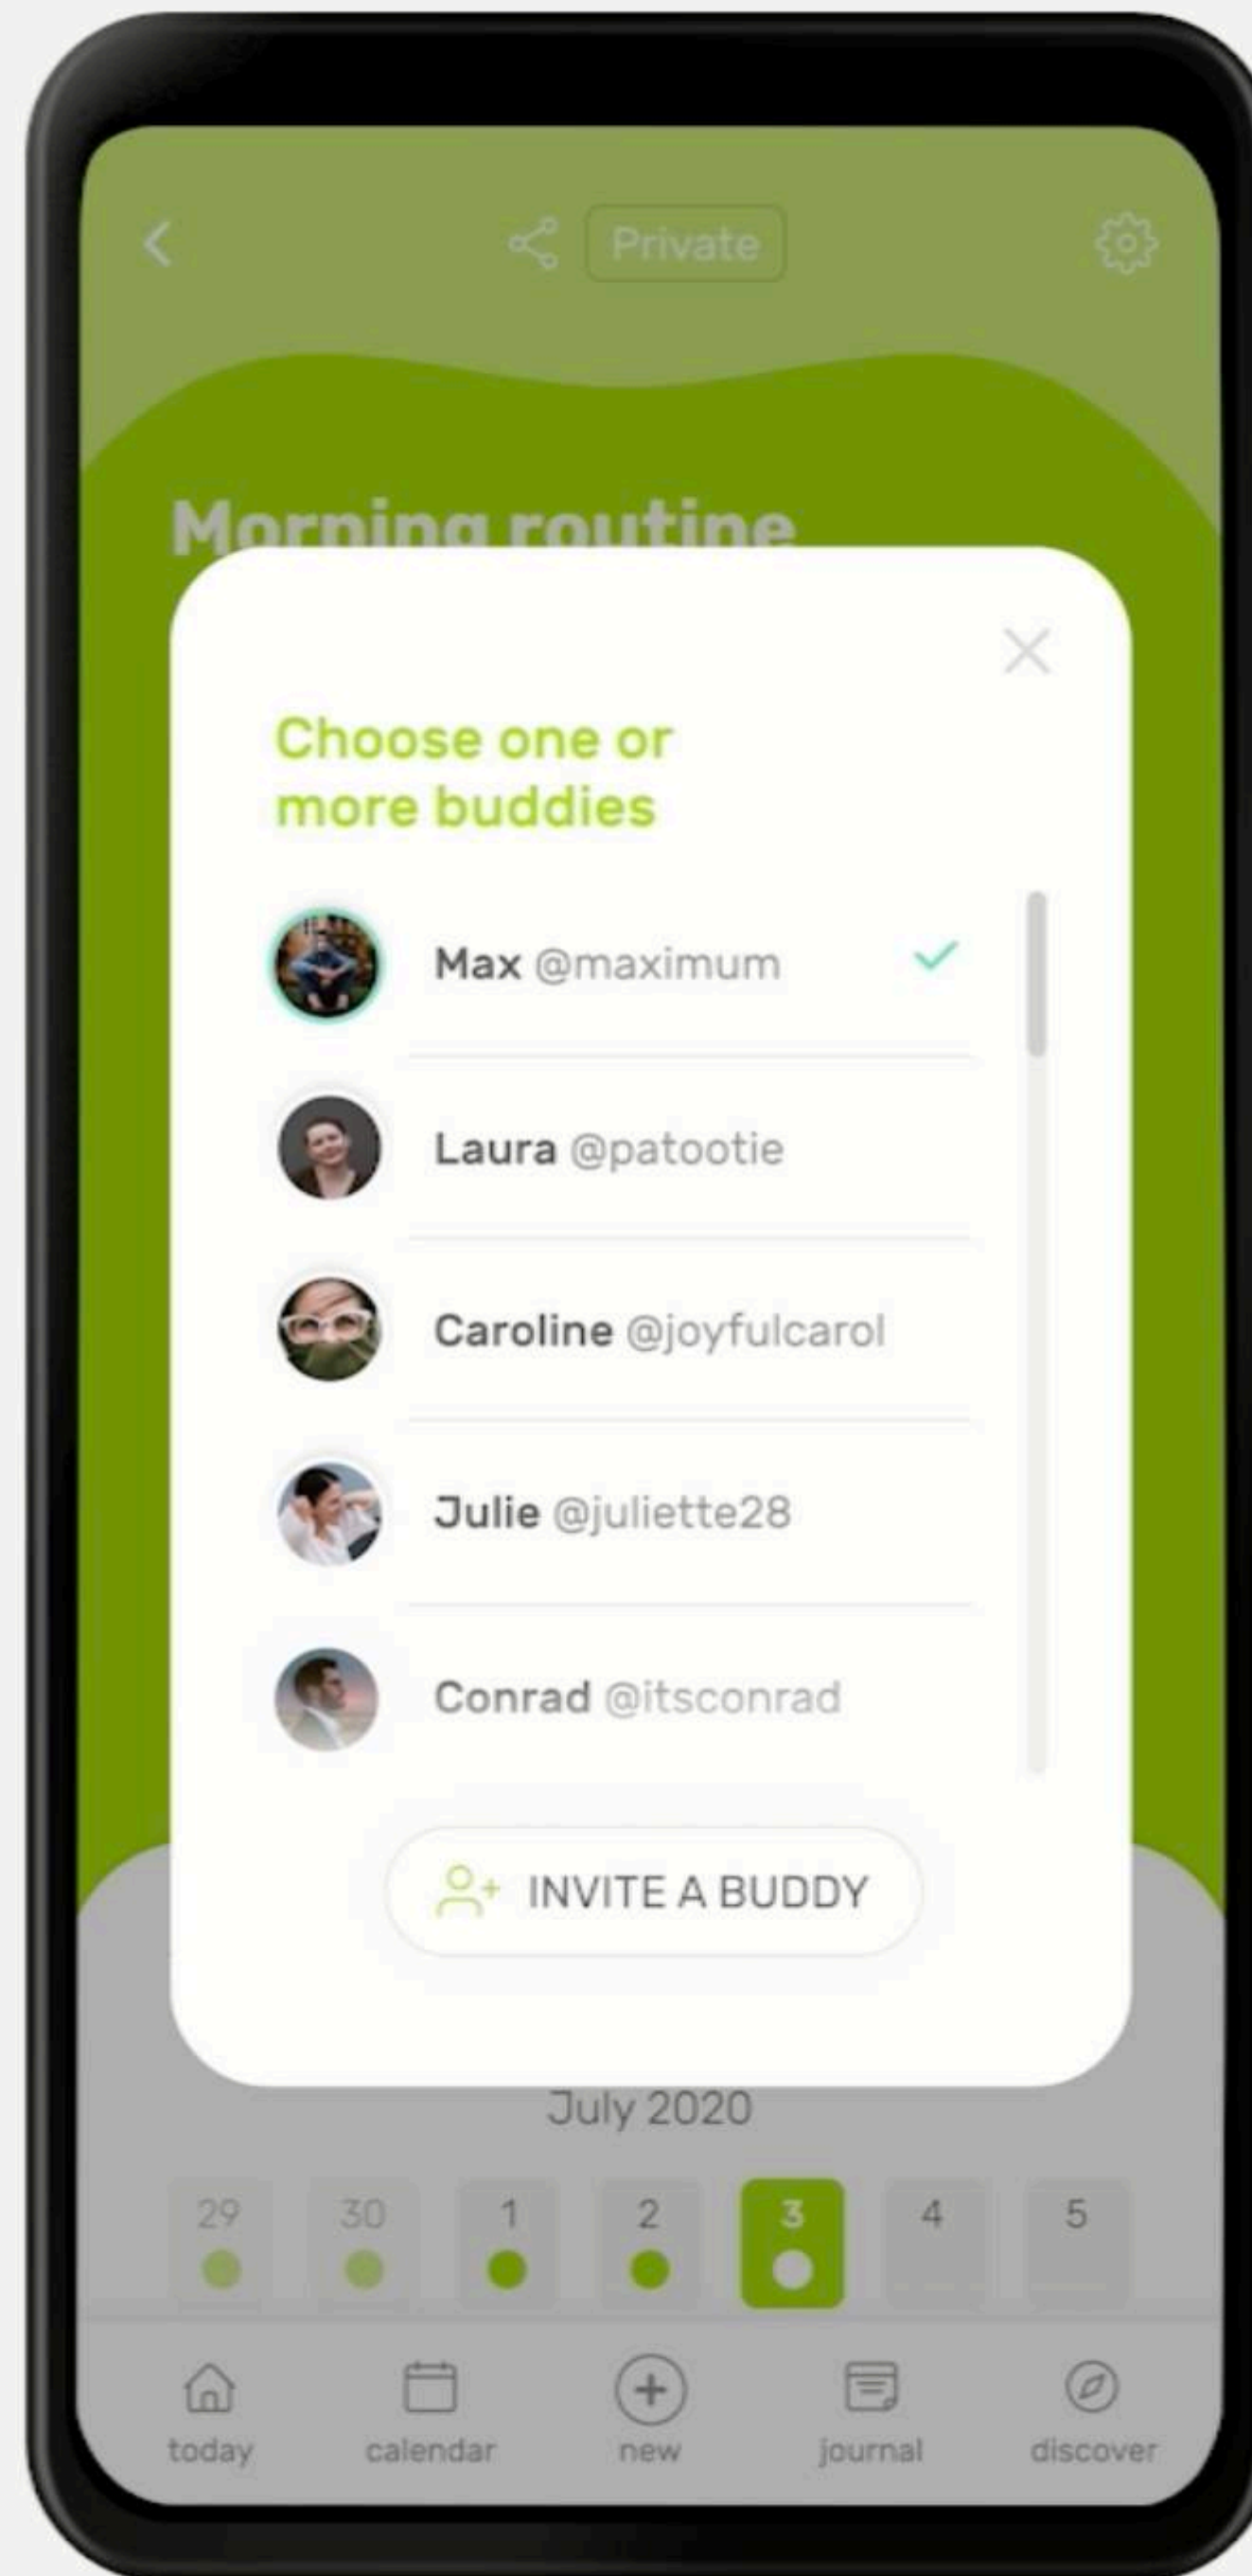 Private
Morning routine
Choose one or
more buddies
Max @maximum
Laura @patootie
Caroline @joyfulcarol
Julie @juliette28
Conrad @itsconrad
INVITE A BUDDY
July 2020
29 30 1 2 3 4 5
today calendar new journal discover